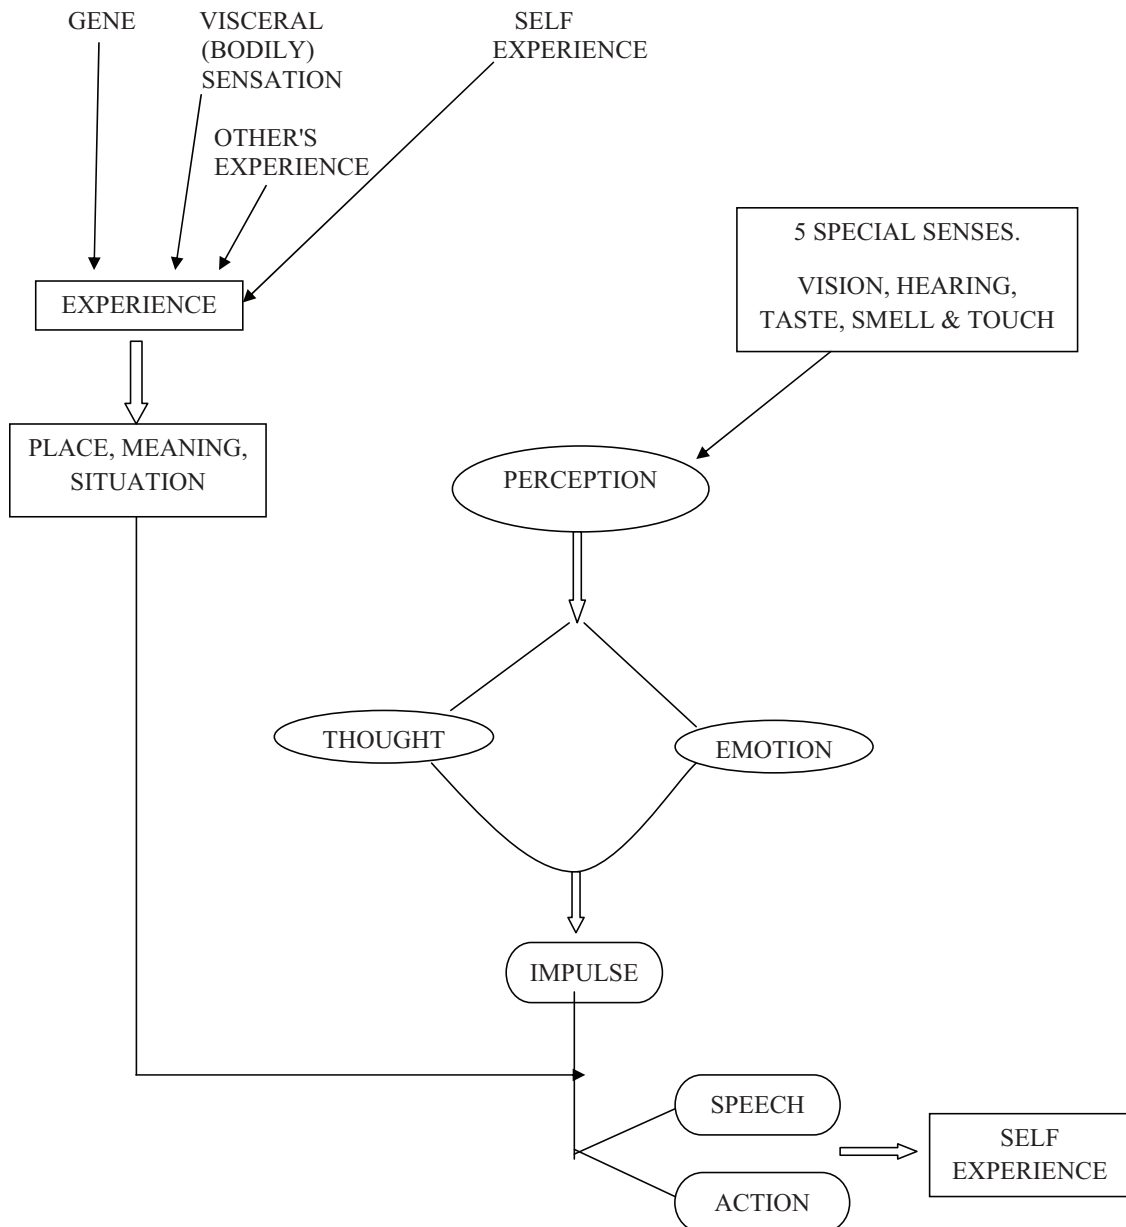 GENE
VISCERAL
(BODILY)
SENSATION
SELF
EXPERIENCE
OTHER'S
EXPERIENCE
EXPERIENCE
5 SPECIAL SENSES.
VISION, HEARING,
TASTE, SMELL & TOUCH
PLACE, MEANING,
SITUATION
PERCEPTION
THOUGHT
EMOTION
IMPULSE
SPEECH
ACTION
SELF
EXPERIENCE